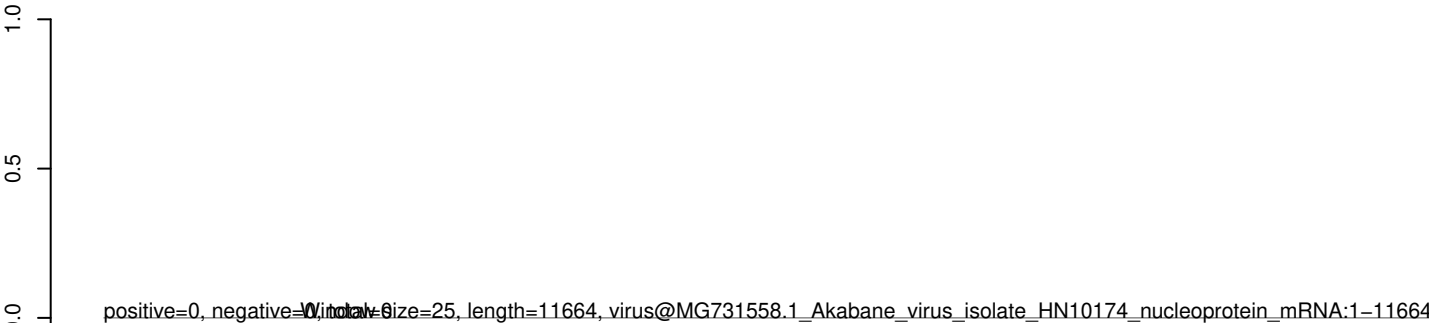 1.0
0.5
0.0
positive=0, negative=0, total=0
Window size=25, length=11664, virus@MG731558.1_Akabane_virus_isolate_HN10174_nucleoprotein_mRNA:1−11664